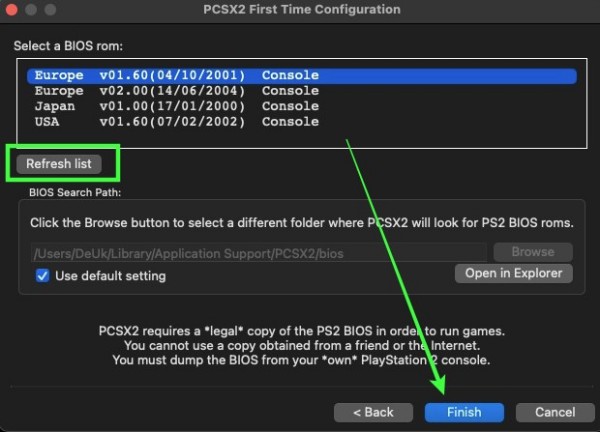 PCSX2 First Time Configuration
Select a BIOS rom:
Europe v01.60(04/10/2001) Console
Europe v02.00(14/06/2004) Console
Japan v01.00(17/01/2000) Console
USA v01.60(07/02/2002) Console
Refresh list
BIOS Search Path:
Click the Browse button to select a different folder where PCSX2 will look for PS2 BIOS roms.
/Users/DeUk/Library/Application Support/PCSX2/bios
Browse
Use default setting
Open in Explorer
PCSX2 requires a *legal* copy of the PS2 BIOS in order to run games.
You cannot use a copy obtained from a friend or the Internet.
You must dump the BIOS from your *own* PlayStation 2 console.
< Back
Finish
Cancel